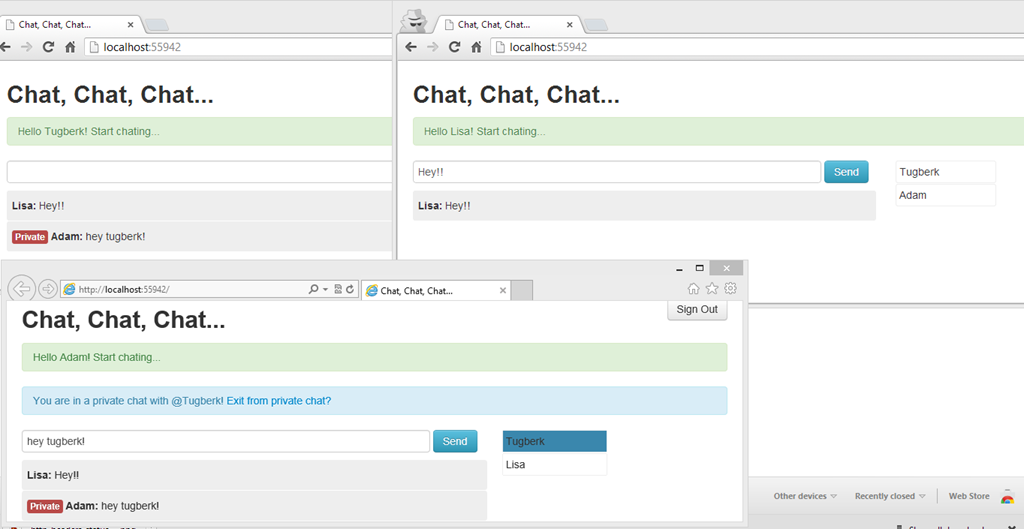 Chat, Chat, Chat...
localhost:55942
Chat, Chat, Chat...
Hello Tugberk! Start chating...
Lisa: Hey!!
Private Adam: hey tugberk!
Chat, Chat, Chat...
localhost:55942
Chat, Chat, Chat...
Hello Lisa! Start chating...
Hey!! Send
Tugberk
Adam
Lisa: Hey!!
http://localhost:55942/
Chat, Chat, Chat...
Sign Out
Chat, Chat, Chat...
Hello Adam! Start chating...
You are in a private chat with @Tugberk! Exit from private chat?
hey tugberk! Send
Tugberk
Lisa
Lisa: Hey!!
Private Adam: hey tugberk!
Other devices Recently closed Web Store